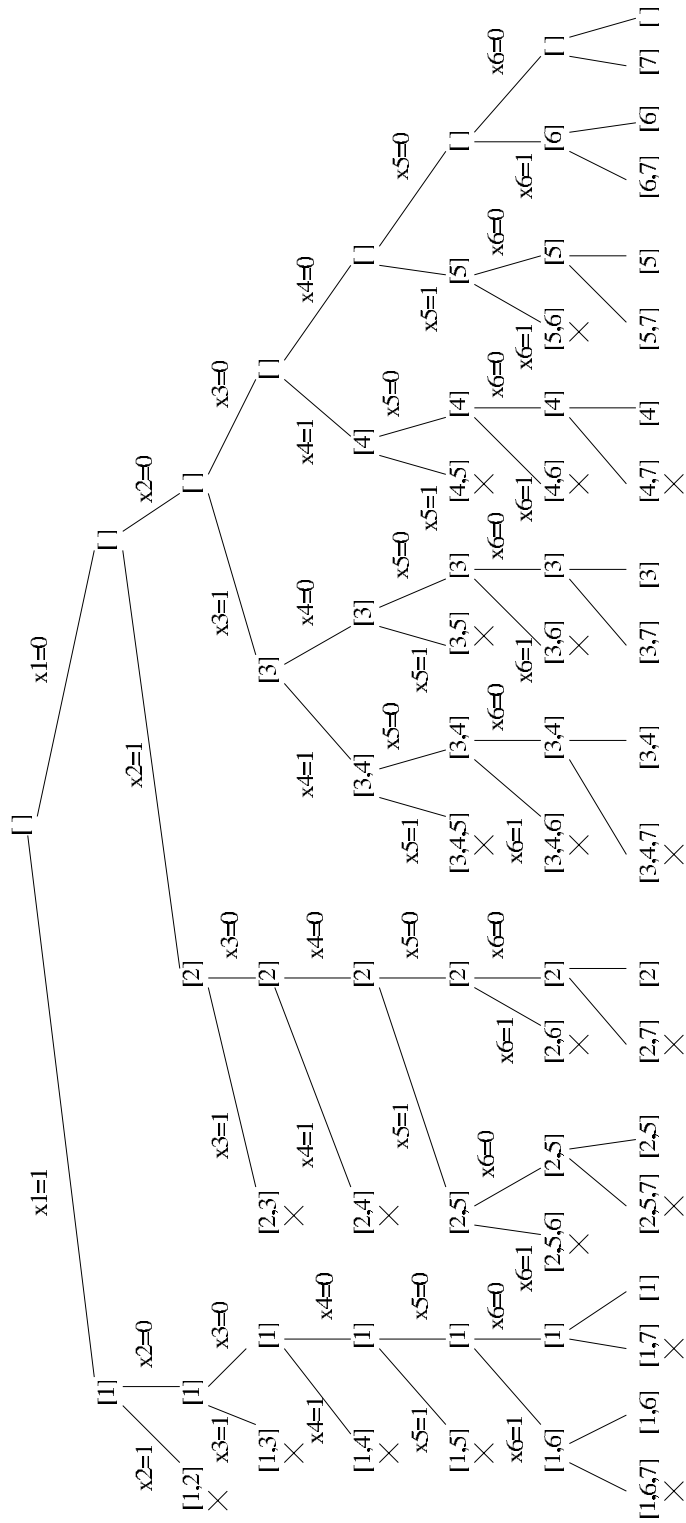 [ ]
x1=1 x1=0
[1] [ ]
x2=1 x2=0 x2=1 x2=0
[1,2] [1] [2] [ ]
x3=1 x3=0 x3=1 x3=0 x3=1 x3=0
[1,3] [1] [2,3] [2] [3] [ ]
x4=1 x4=0 x4=1 x4=0 x4=1 x4=0 x4=1 x4=0
[1,4] [1] [2,4] [2] [3,4] [3] [4] [ ]
x5=1 x5=0 x5=1 x5=0 x5=1 x5=0 x5=1 x5=0 x5=1 x5=0 x5=1 x5=0
[1,5] [1] [2,5] [2] [3,4,5] [3,4] [3,5] [3] [4,5] [4] [5] [ ]
x6=1 x6=0 x6=1 x6=0 x6=1 x6=0 x6=1 x6=0 x6=1 x6=0 x6=1 x6=0 x6=1 x6=0 x6=1 x6=0
[1,6] [1] [2,5,6] [2,5] [2,6] [2] [3,4,6] [3,4] [3,6] [3] [4,6] [4] [5,6] [5] [6] [ ]
[1,6,7] [1,6] [1,7] [1] [2,5,7] [2,5] [2,7] [2] [3,4,7] [3,4] [3,7] [3] [4,7] [4] [5,7] [5] [6,7] [6] [7] [ ]